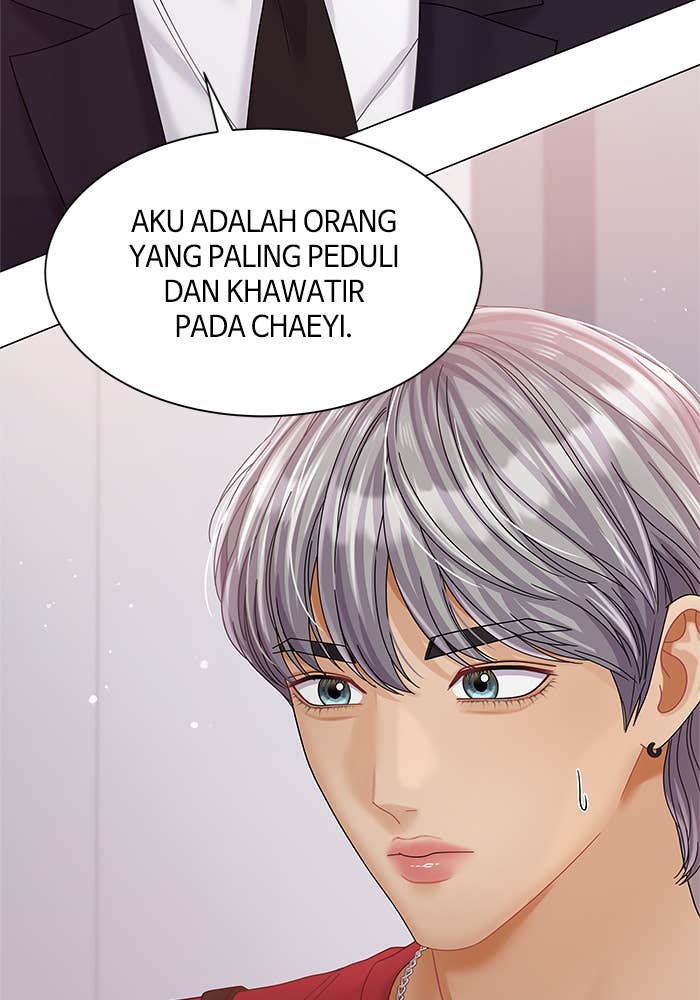 AKU ADALAH ORANG
YANG PALING PEDULI
DAN KHAWATIR
PADA CHAEYI.